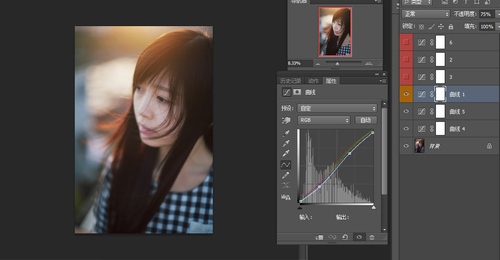 正常
不透明度: 75%
锁定:
填充: 100%
6
2
3
曲线 1
曲线 5
曲线 4
背景
8.33%
历史记录
动作
属性
曲线
预设: 自定
RGB
自动
输入:
输出: